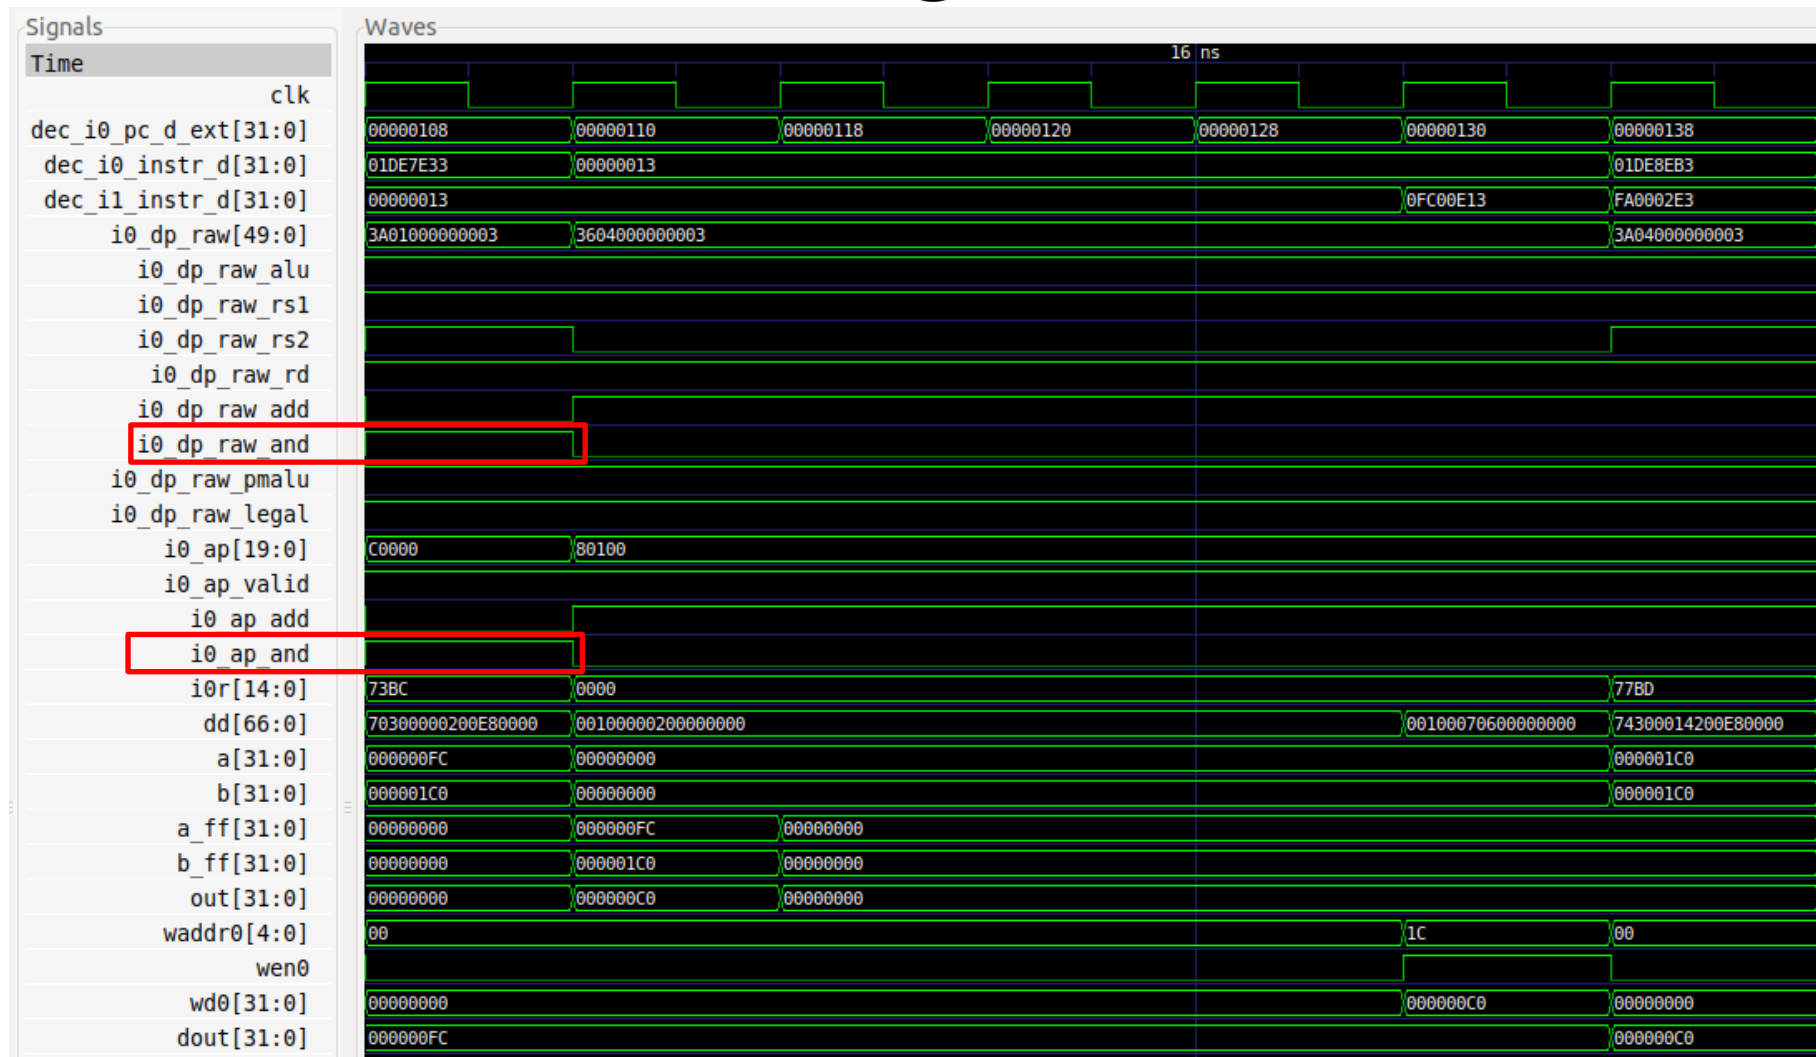 Signals Waves
Time 16 ns
clk
dec_i0_pc_d_ext[31:0] 00000108 00000110 00000118 00000120 00000128 00000130 00000138
dec_i0_instr_d[31:0] 01DE7E33 00000013 01DE8EB3
dec_i1_instr_d[31:0] 00000013 0FC00E13 FA0002E3
i0_dp_raw[49:0] 3A01000000003 3604000000003 3A04000000003
i0_dp_raw_alu
i0_dp_raw_rs1
i0_dp_raw_rs2
i0_dp_raw_rd
i0_dp_raw_add
i0_dp_raw_and
i0_dp_raw_pmalu
i0_dp_raw_legal
i0_ap[19:0] C0000 80100
i0_ap_valid
i0_ap_add
i0_ap_and
i0r[14:0] 73BC 0000 77BD
dd[66:0] 70300000200E80000 00100000200000000 00100070600000000 74300014200E80000
a[31:0] 000000FC 00000000 000001C0
b[31:0] 000001C0 00000000 000001C0
a_ff[31:0] 00000000 000000FC 00000000
b_ff[31:0] 00000000 000001C0 00000000
out[31:0] 00000000 000000C0 00000000
waddr0[4:0] 00 1C 00
wen0
wd0[31:0] 00000000 000000C0 00000000
dout[31:0] 000000FC 000000C0